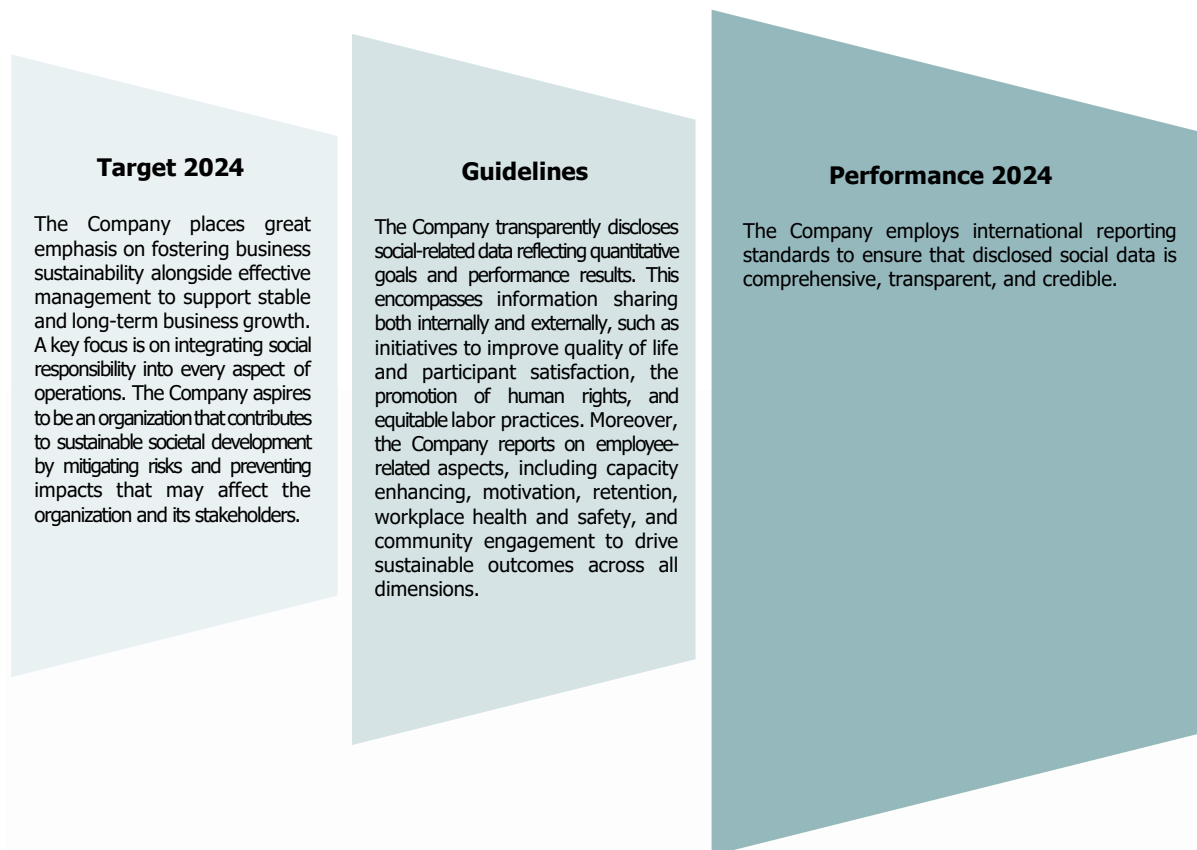 Target 2024
The Company places great
emphasis on fostering business
sustainability alongside effective
management to support stable
and long-term business growth.
A key focus is on integrating social
responsibility into every aspect of
operations. The Company aspires
to be an organization that contributes
to sustainable societal development
by mitigating risks and preventing
impacts that may affect the
organization and its stakeholders.
Guidelines
The Company transparently discloses
social-related data reflecting quantitative
goals and performance results. This
encompasses information sharing
both internally and externally, such as
initiatives to improve quality of life
and participant satisfaction, the
promotion of human rights, and
equitable labor practices. Moreover,
the Company reports on employee-
related aspects, including capacity
enhancing, motivation, retention,
workplace health and safety, and
community engagement to drive
sustainable outcomes across all
dimensions.
Performance 2024
The Company employs international reporting
standards to ensure that disclosed social data is
comprehensive, transparent, and credible.